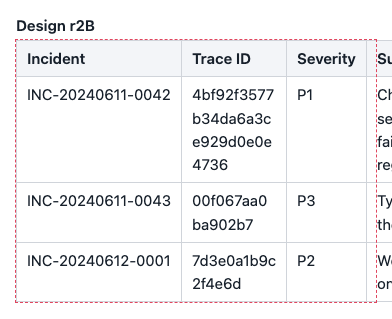 Design r2B
Incident Trace ID Severity
INC-20240611-0042 4bf92f3577 P1
b34da6a3c
e929d0e0e
4736
INC-20240611-0043 00f067aa0 P3
ba902b7
INC-20240612-0001 7d3e0a1b9c P2
2f4e6d